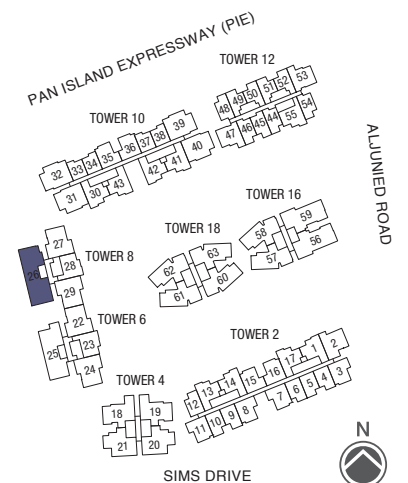 PAN ISLAND EXPRESSWAY (PIE)
TOWER 12
48 49 50 51 52 53
47 46 45 44 55 54
TOWER 10
32 33 34 35 36 37 38 39
31 30 43 42 41 40
ALJUNIED ROAD
TOWER 16
58 59
57 56
TOWER 18
62 63
61 60
TOWER 8
27
26 28
29
TOWER 6
22
25 23
24
TOWER 2
12 13 14 15 16 17 1 2
11 10 9 8 7 6 5 4 3
TOWER 4
18 19
21 20
N
SIMS DRIVE